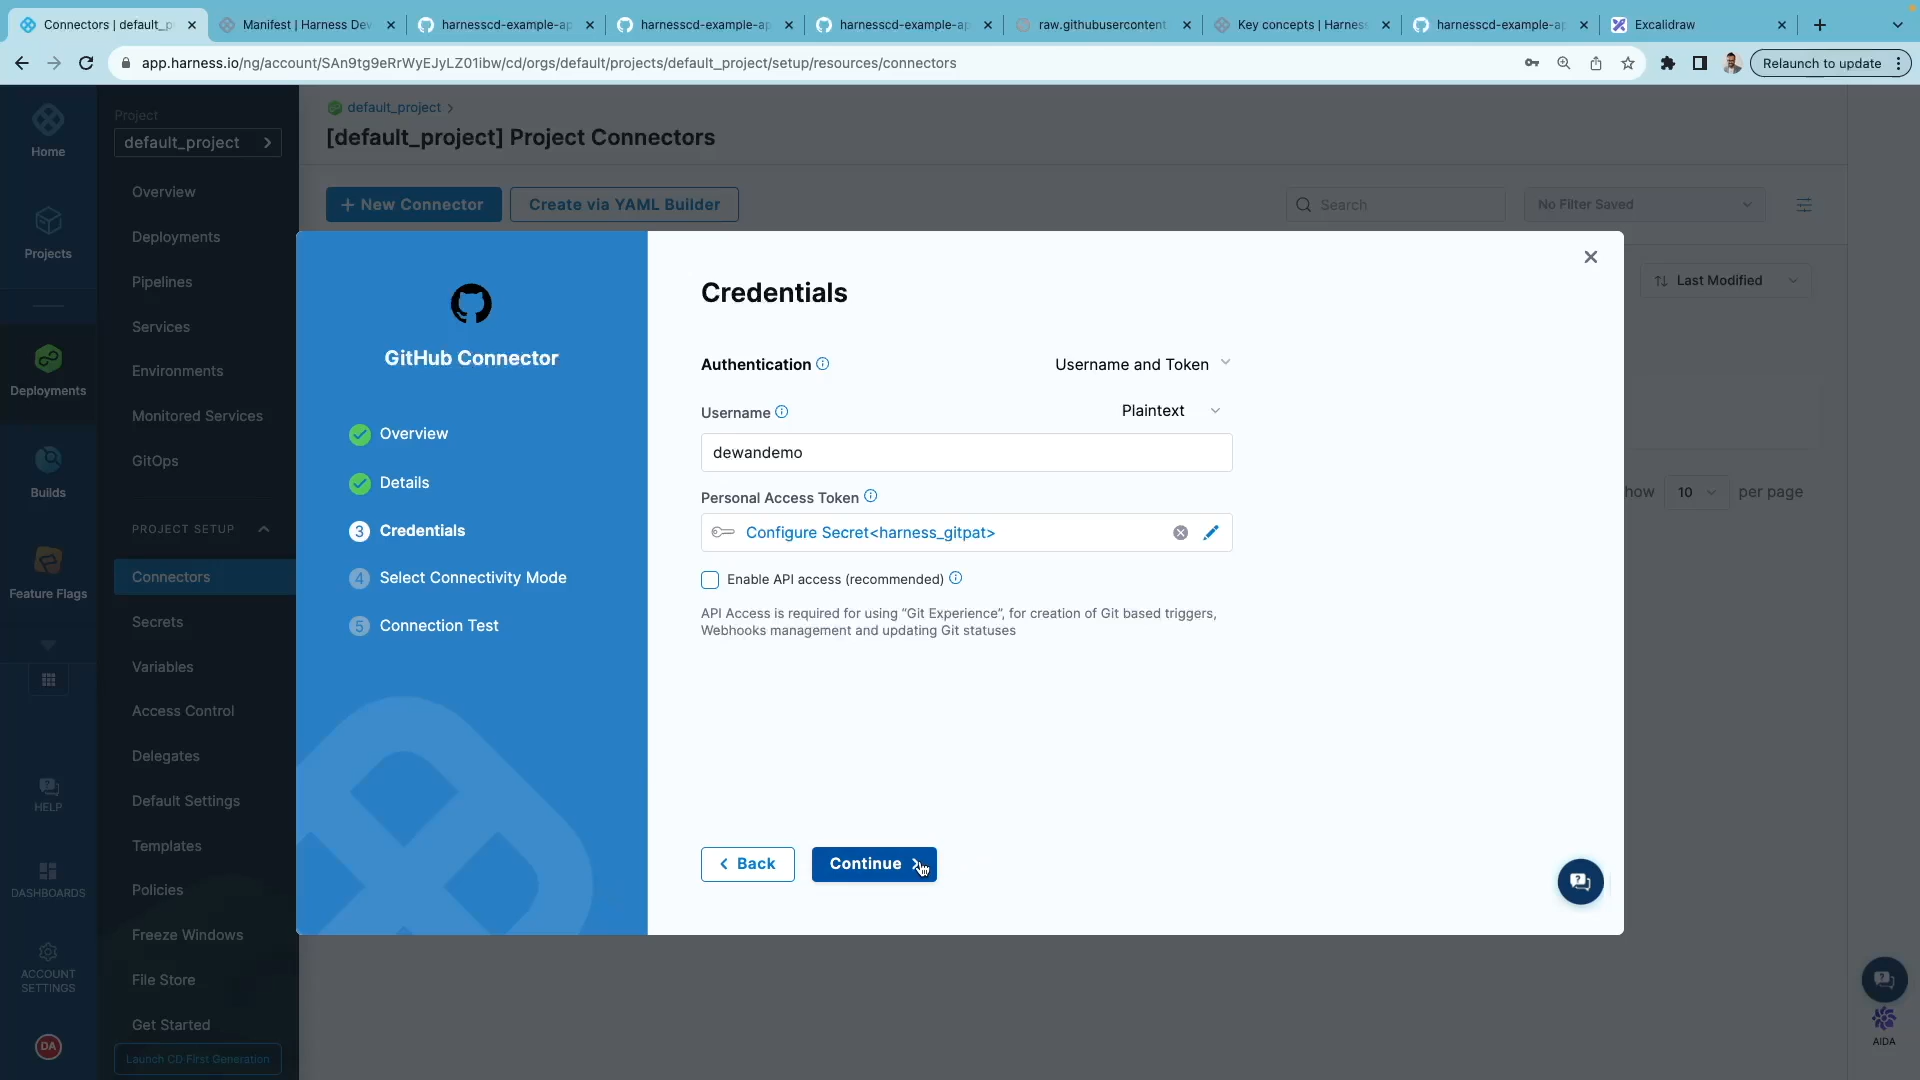 Connectors | default_p
Manifest | Harness Dev
harnesscd-example-ap
harnesscd-example-ap
harnesscd-example-ap
raw.githubusercontent
Key concepts | Harness
harnesscd-example-ap
Excalidraw
app.harness.io/ng/account/SAn9tg9eRrWyEJyLZ01ibw/cd/orgs/default/projects/default_project/setup/resources/connectors
Relaunch to update
Home
Projects
Deployments
Builds
Feature Flags
HELP
DASHBOARDS
ACCOUNT
SETTINGS
DA
Project
default_project
Overview
Deployments
Pipelines
Services
Environments
Monitored Services
GitOps
PROJECT SETUP
Connectors
Secrets
Variables
Access Control
Delegates
Default Settings
Templates
Policies
Freeze Windows
File Store
Get Started
Launch CD First Generation
default_project
[default_project] Project Connectors
+ New Connector
Create via YAML Builder
Search
No Filter Saved
Last Modified
how 10 per page
GitHub Connector
Overview
Details
3 Credentials
4 Select Connectivity Mode
5 Connection Test
Credentials
Authentication
Username and Token
Username
Plaintext
dewandemo
Personal Access Token
Configure Secret<harness_gitpat>
Enable API access (recommended)
API Access is required for using “Git Experience”, for creation of Git based triggers,
Webhooks management and updating Git statuses
Back
Continue
AIDA